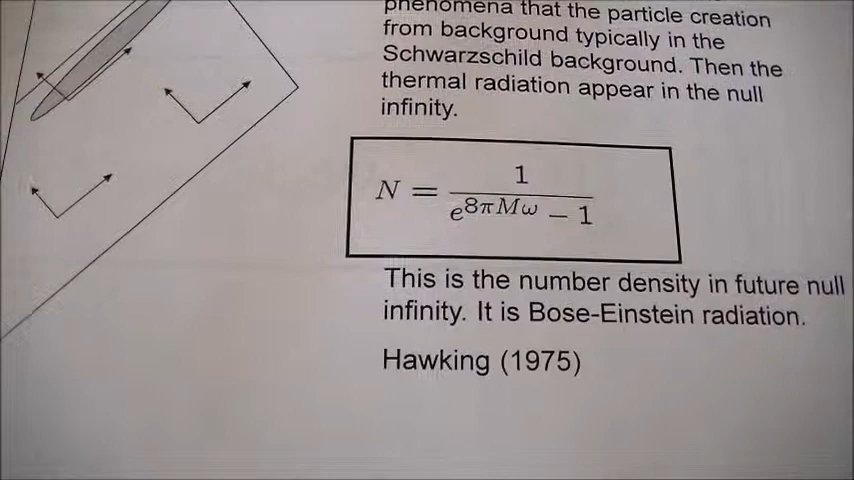 phenomena that the particle creation
from background typically in the
Schwarzschild background. Then the
thermal radiation appear in the null
infinity.
N = 1 / e^{8πMω} − 1
This is the number density in future null
infinity. It is Bose-Einstein radiation.
Hawking (1975)